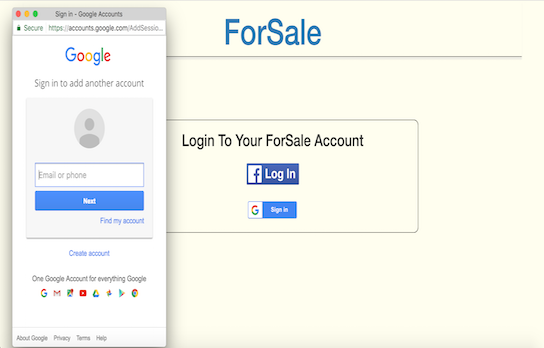 Sign in - Google Accounts
Secure https://accounts.google.com/AddSessio...
Google
Sign in to add another account
Email or phone
Next
Find my account
Create account
One Google Account for everything Google
About Google Privacy Terms Help
ForSale
Login To Your ForSale Account
f Log In
G Sign in